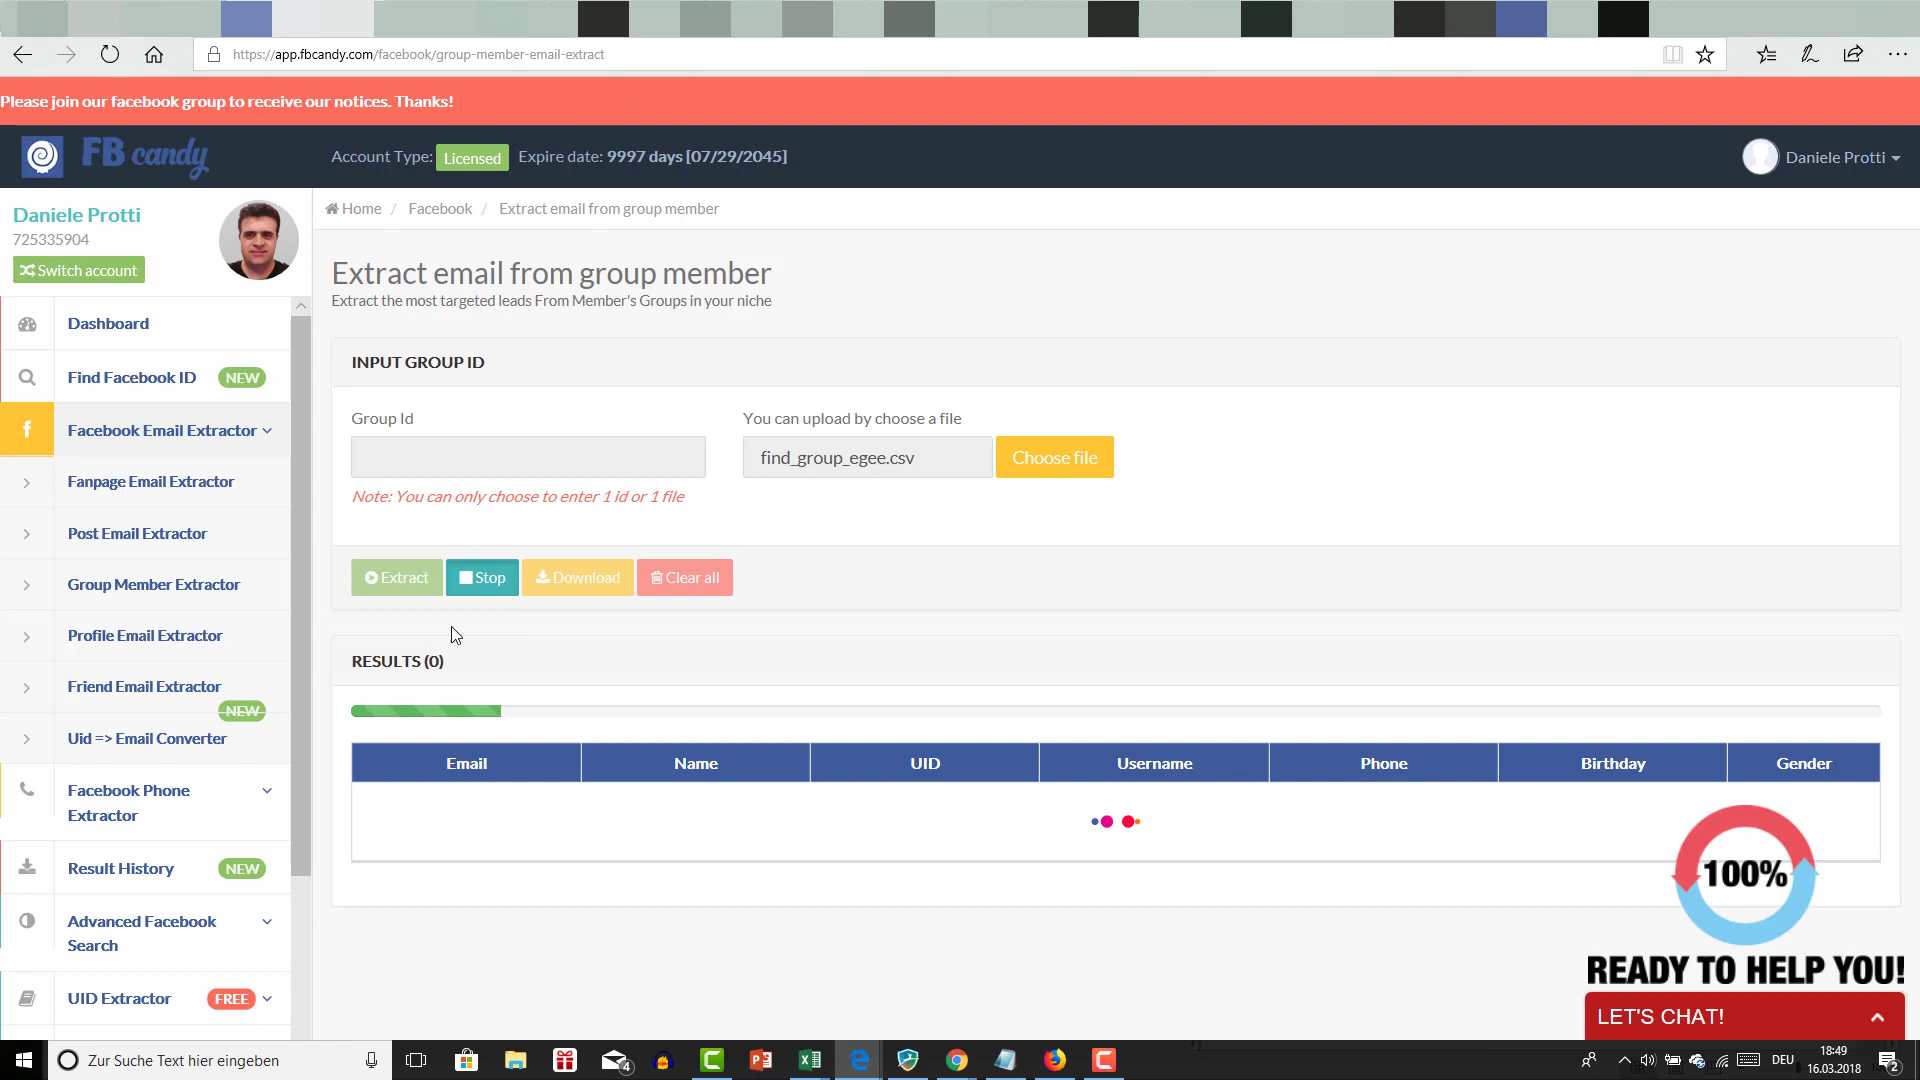 https://app.fbcandy.com/facebook/group-member-email-extract
Please join our facebook group to receive our notices. Thanks!
FB candy
Account Type: Licensed Expire date: 9997 days [07/29/2045]
Daniele Protti
Daniele Protti
725335904
Switch account
Home / Facebook / Extract email from group member
Extract email from group member
Extract the most targeted leads From Member's Groups in your niche
Dashboard
Find Facebook ID NEW
Facebook Email Extractor
Fanpage Email Extractor
Post Email Extractor
Group Member Extractor
Profile Email Extractor
Friend Email Extractor
NEW
Uid => Email Converter
Facebook Phone
Extractor
Result History NEW
Advanced Facebook
Search
UID Extractor FREE
INPUT GROUP ID
Group Id
You can upload by choose a file
find_group_egee.csv
Choose file
Note: You can only choose to enter 1 id or 1 file
Extract
Stop
Download
Clear all
RESULTS (0)
Email Name UID Username Phone Birthday Gender
100%
READY TO HELP YOU!
LET'S CHAT!
Zur Suche Text hier eingeben
4
DEU
18:49
16.03.2018
2